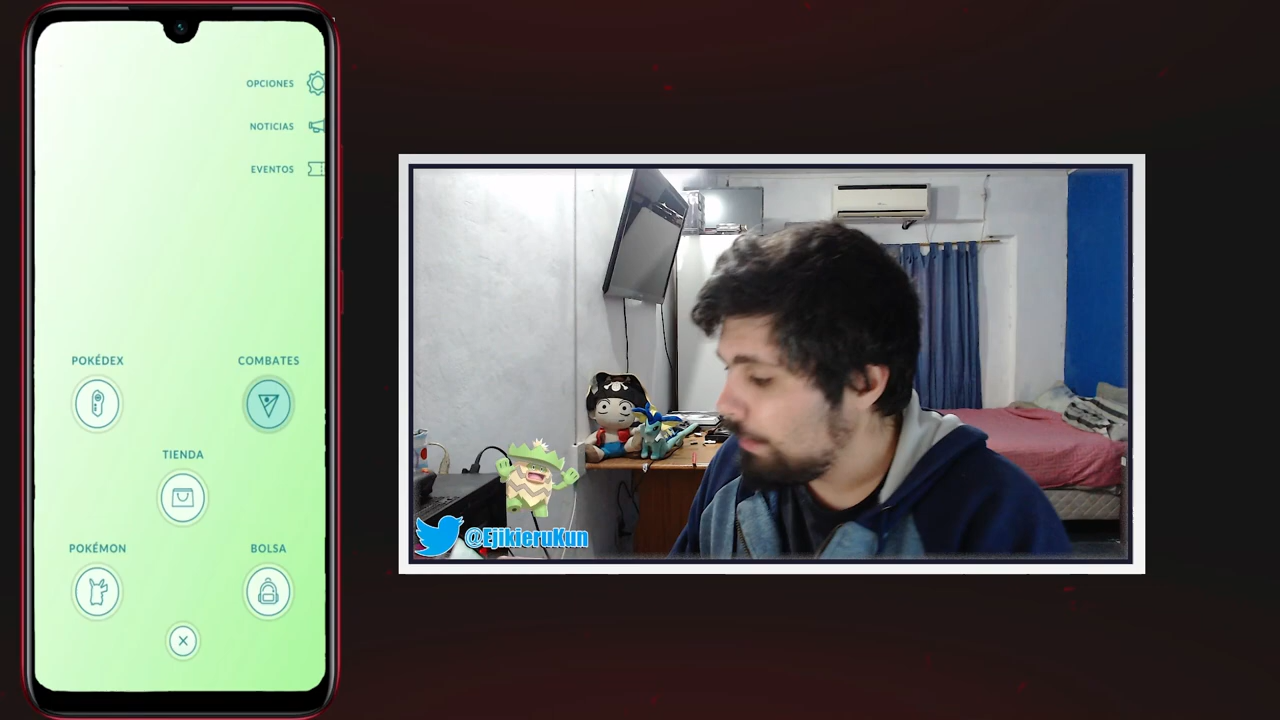 OPCIONES
NOTICIAS
EVENTOS
POKÉDEX
COMBATES
TIENDA
POKÉMON
BOLSA
@EjikieruKun